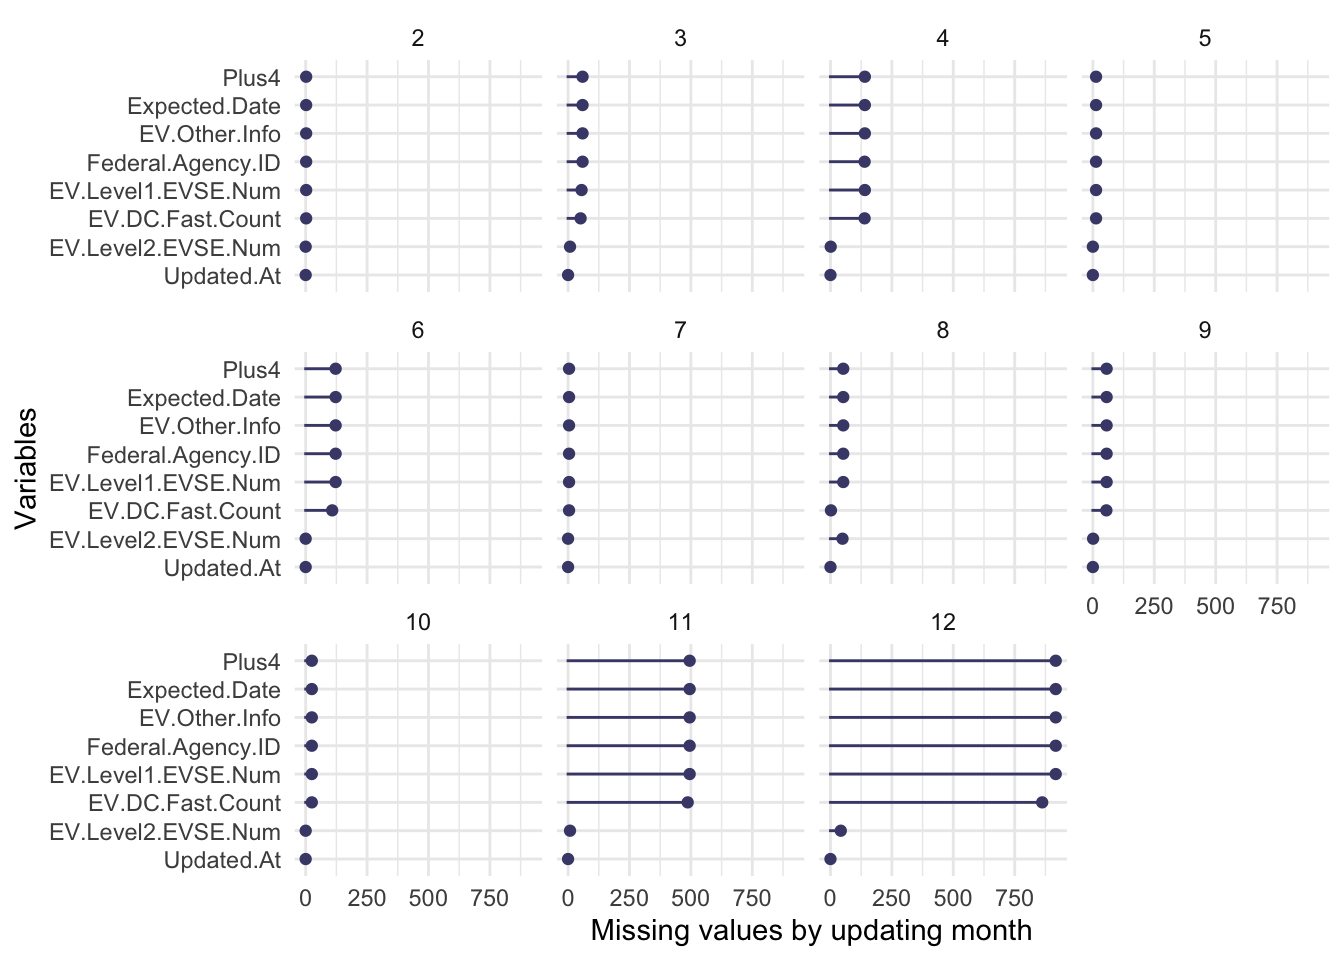 2 3 4 5
Plus4
Expected.Date
EV.Other.Info
Federal.Agency.ID
EV.Level1.EVSE.Num
EV.DC.Fast.Count
EV.Level2.EVSE.Num
Updated.At
6 7 8 9
Plus4
Expected.Date
EV.Other.Info
Federal.Agency.ID
EV.Level1.EVSE.Num
EV.DC.Fast.Count
EV.Level2.EVSE.Num
Updated.At
0 250 500 750
10 11 12
Plus4
Expected.Date
EV.Other.Info
Federal.Agency.ID
EV.Level1.EVSE.Num
EV.DC.Fast.Count
EV.Level2.EVSE.Num
Updated.At
0 250 500 750 0 250 500 750 0 250 500 750
Missing values by updating month
Variables